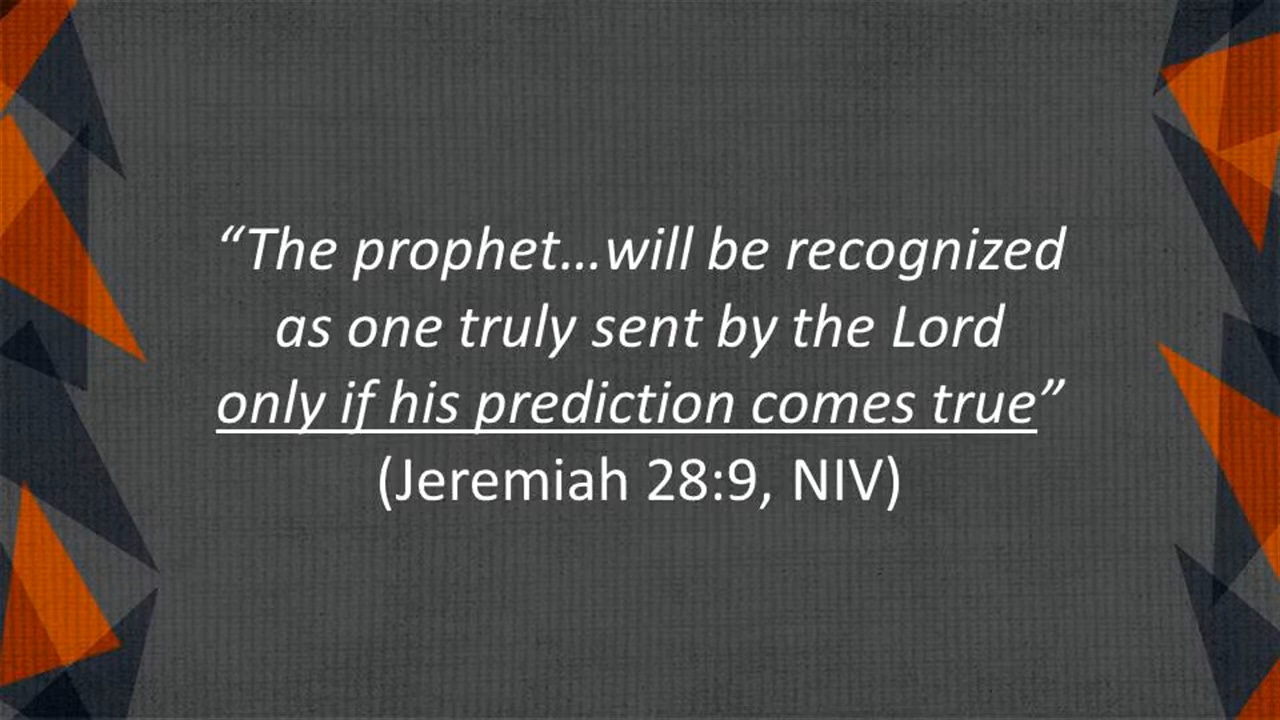 “The prophet…will be recognized
as one truly sent by the Lord
only if his prediction comes true”
(Jeremiah 28:9, NIV)